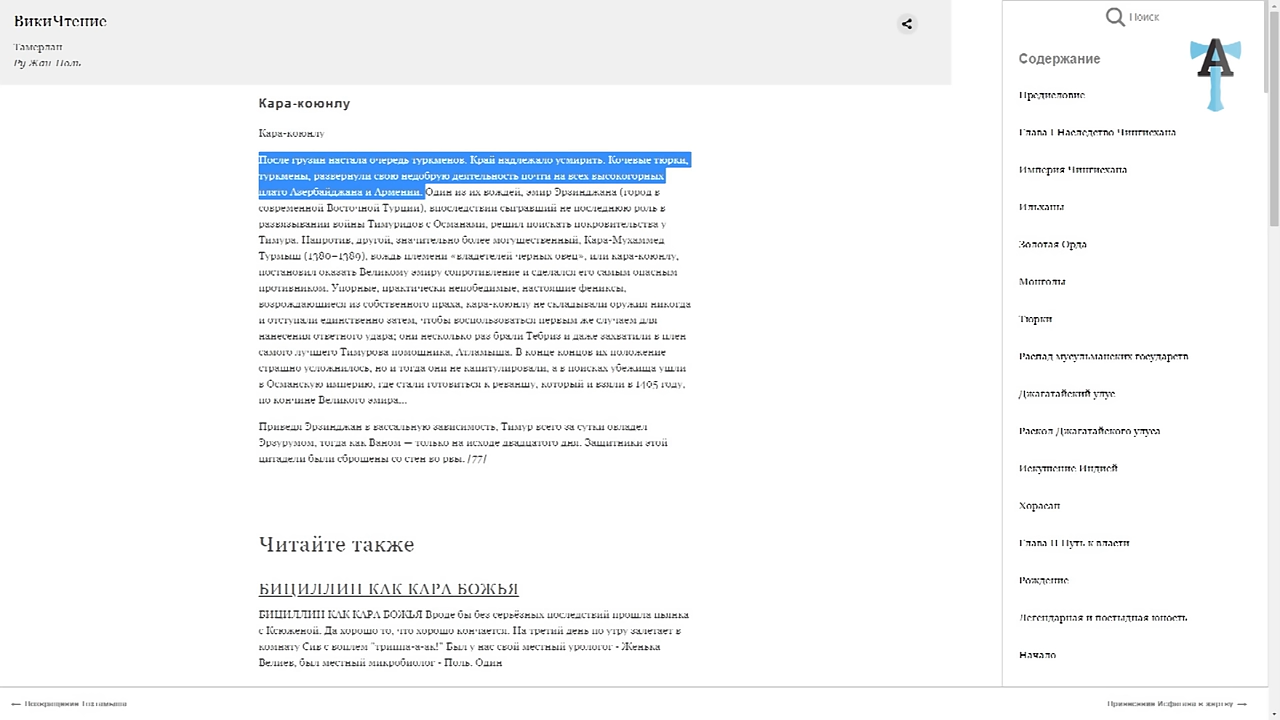 ВикиЧтение
Тамерлан
Ру Жан-Поль
Кара-коюнлу
Кара-коюнлу
После грузин настала очередь туркменов. Край надлежало усмирить. Кочевые тюрки,
туркмены, развернули свою недобрую деятельность почти на всех высокогорных
плато Азербайджана и Армении. Один из их вождей, эмир Эрзинджана (город в
современной Восточной Турции), впоследствии сыгравший не последнюю роль в
развязывании войны Тимуридов с Османами, решил поискать покровительства у
Тимура. Напротив, другой, значительно более могущественный, Кара-Мухаммед
Турмыш (1380–1389), вождь племени «владетелей черных овец», или кара-коюнлу,
постановил оказать Великому эмиру сопротивление и сделался его самым опасным
противником. Упорные, практически непобедимые, настоящие фениксы,
возрождающиеся из собственного праха, кара-коюнлу не складывали оружия никогда
и отступали единственно затем, чтобы воспользоваться первым же случаем для
нанесения ответного удара; они несколько раз брали Тебриз и даже захватили в плен
самого лучшего Тимурова помощника, Атламыша. В конце концов их положение
страшно усложнилось, но и тогда они не капитулировали, а в поисках убежища ушли
в Османскую империю, где стали готовиться к реваншу, который и взяли в 1405 году,
по кончине Великого эмира...
Приведя Эрзинджан в вассальную зависимость, Тимур всего за сутки овладел
Эрзурумом, тогда как Ваном — только на исходе двадцатого дня. Защитники этой
цитадели были сброшены со стен во рвы. /77/
Читайте также
БИЦИЛЛИН КАК КАРА БОЖЬЯ
БИЦИЛЛИН КАК КАРА БОЖЬЯ Вроде бы без серьёзных последствий прошла пьянка
с Ксюженой. Да хорошо то, что хорошо кончается. На третий день по утру залетает в
комнату Сив с воплем "гриппа-а-ак!" Был у нас свой местный уролог - Женька
Велиев, был местный микробиолог - Поль. Один
Поиск
Содержание
А
Предисловие
Глава I Наследство Чингисхана
Империя Чингисхана
Ильханы
Золотая Орда
Монголы
Тюрки
Распад мусульманских государств
Джагатайский улус
Раскол Джагатайского улуса
Искушение Индией
Хорасан
Глава II Путь к власти
Рождение
Легендарная и постыдная юность
Начало
← Возвращение Тохтамыша
Принесение Исфагана в жертву →